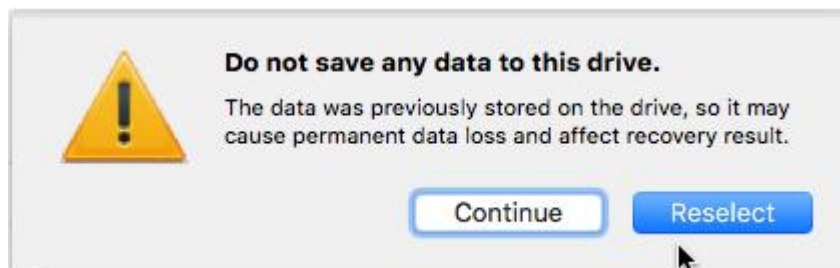 Do not save any data to this drive.
The data was previously stored on the drive, so it may
cause permanent data loss and affect recovery result.
Continue
Reselect